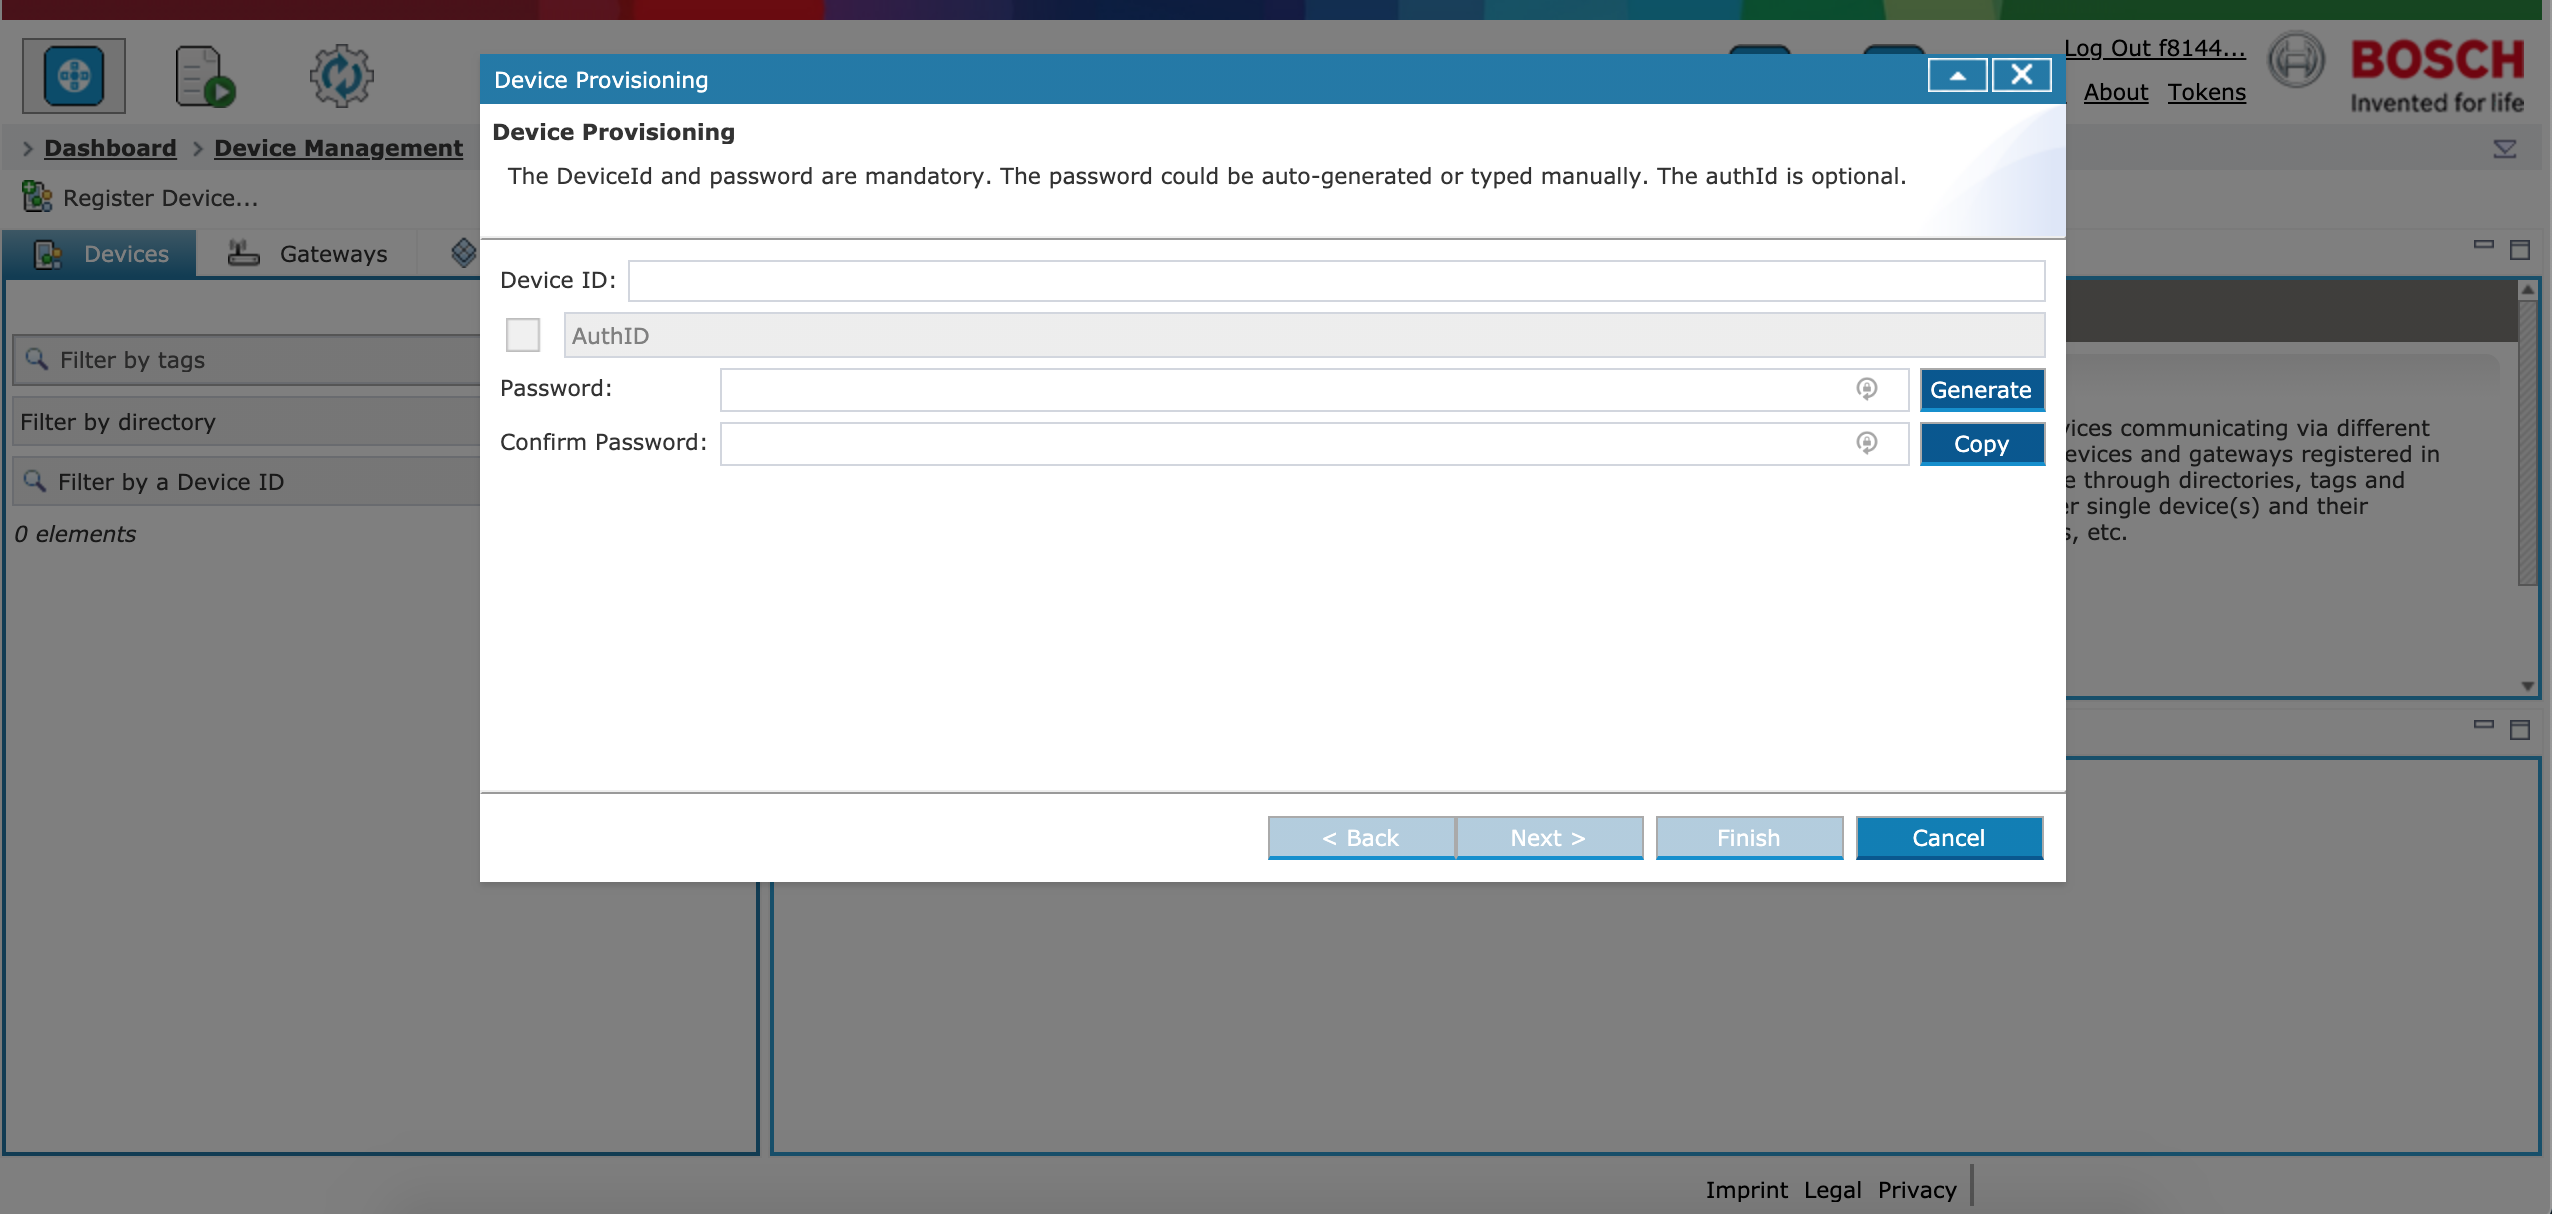 Log Out f8144...
About Tokens
BOSCH
Invented for life
Dashboard
Device Management
Register Device...
Devices
Gateways
Filter by tags
Filter by directory
Filter by a Device ID
0 elements
Device Provisioning
Device Provisioning
The DeviceId and password are mandatory. The password could be auto-generated or typed manually. The authId is optional.
Device ID:
AuthID
Password:
Generate
Confirm Password:
Copy
< Back
Next >
Finish
Cancel
communicating via different
and gateways registered in
through directories, tags and
single device(s) and their
etc.
Imprint Legal Privacy